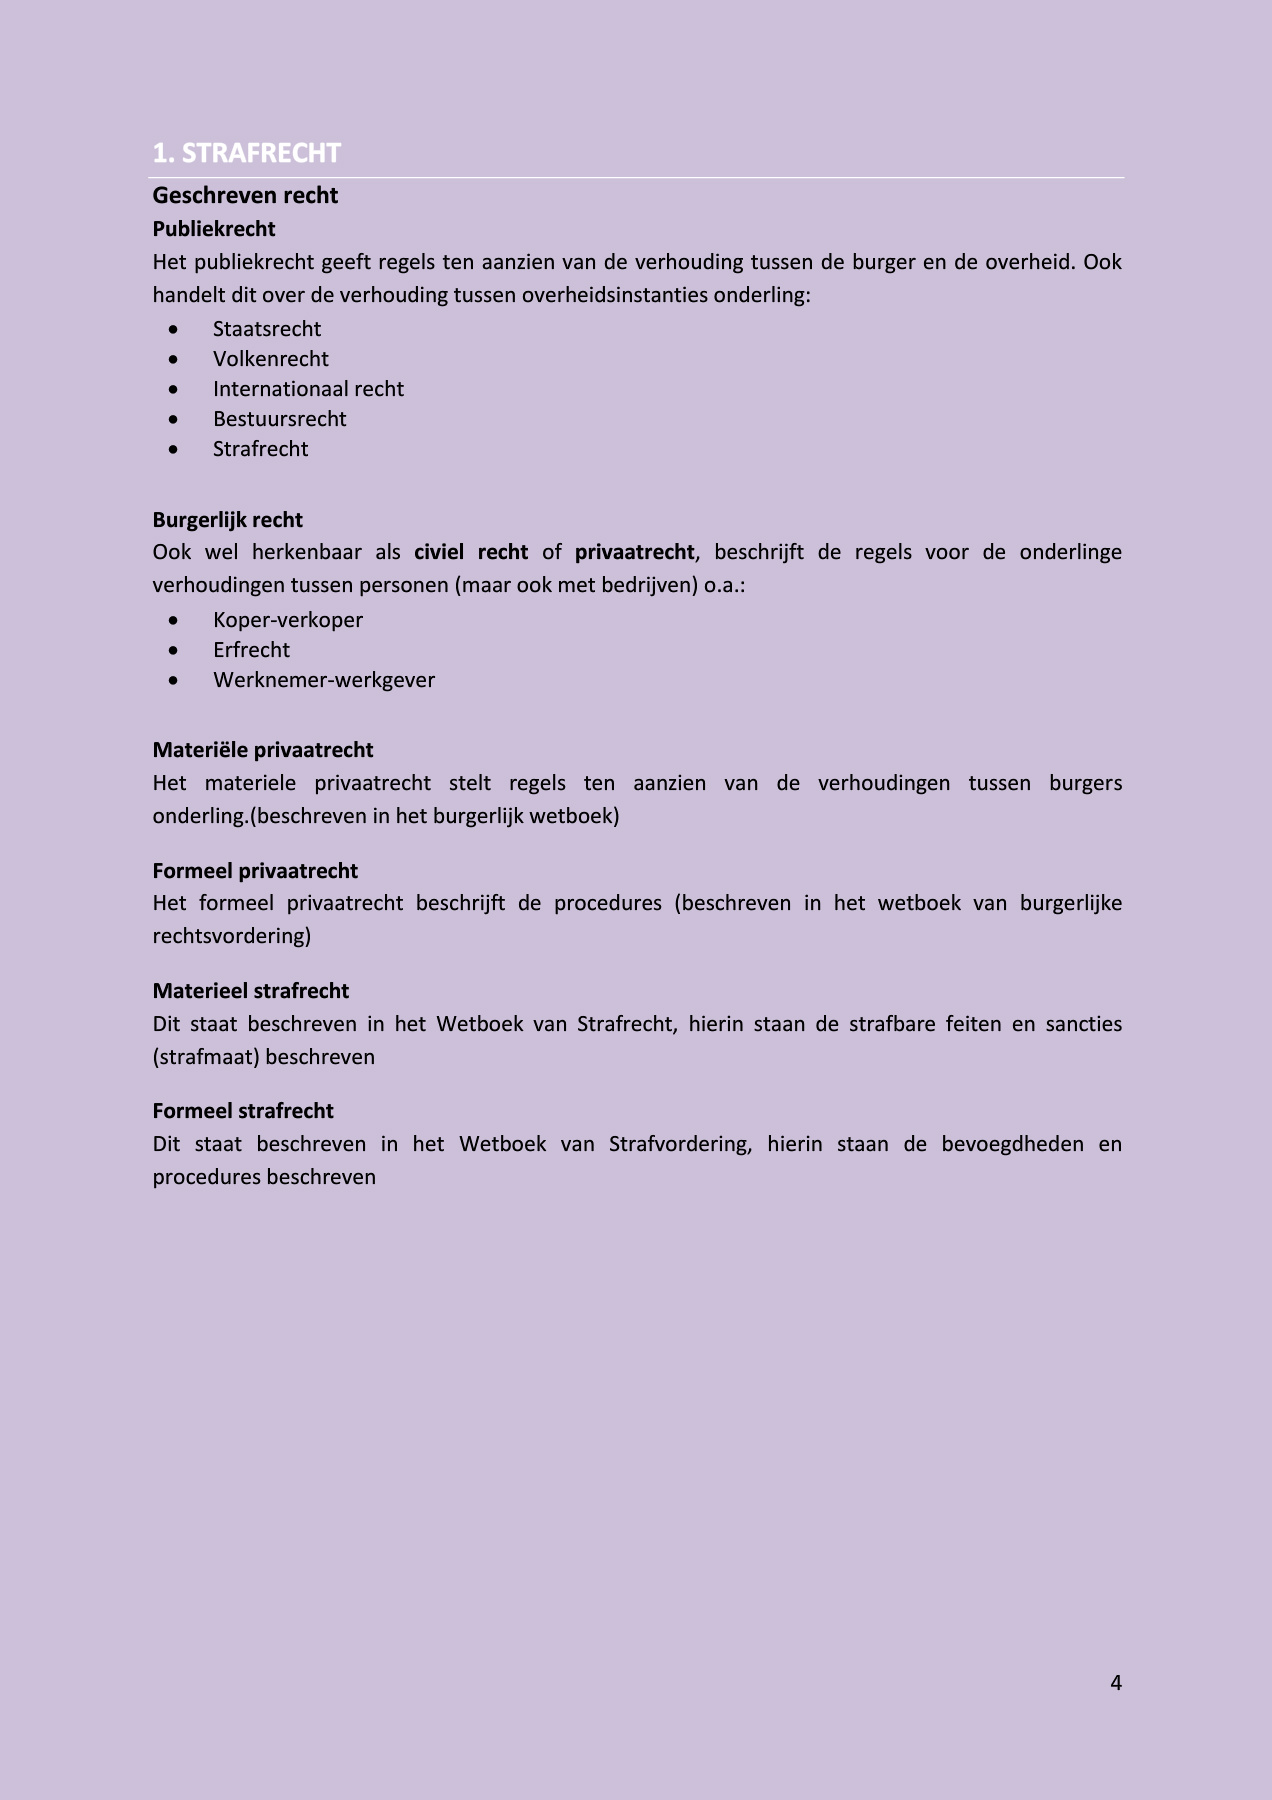 1. STRAFRECHT
Geschreven recht
Publiekrecht
Het publiekrecht geeft regels ten aanzien van de verhouding tussen de burger en de overheid. Ook
handelt dit over de verhouding tussen overheidsinstanties onderling:
• Staatsrecht
• Volkenrecht
• Internationaal recht
• Bestuursrecht
• Strafrecht
Burgerlijk recht
Ook wel herkenbaar als civiel recht of privaatrecht, beschrijft de regels voor de onderlinge
verhoudingen tussen personen (maar ook met bedrijven) o.a.:
• Koper-verkoper
• Erfrecht
• Werknemer-werkgever
Materiële privaatrecht
Het materiele privaatrecht stelt regels ten aanzien van de verhoudingen tussen burgers
onderling.(beschreven in het burgerlijk wetboek)
Formeel privaatrecht
Het formeel privaatrecht beschrijft de procedures (beschreven in het wetboek van burgerlijke
rechtsvordering)
Materieel strafrecht
Dit staat beschreven in het Wetboek van Strafrecht, hierin staan de strafbare feiten en sancties
(strafmaat) beschreven
Formeel strafrecht
Dit staat beschreven in het Wetboek van Strafvordering, hierin staan de bevoegdheden en
procedures beschreven
4